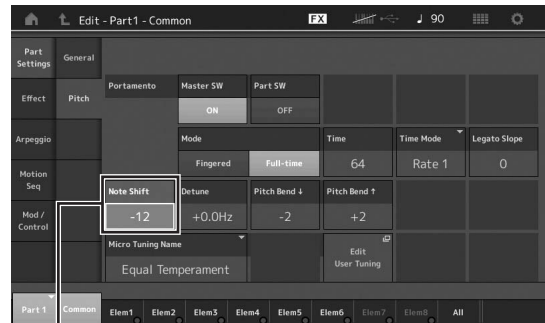 Edit - Part1 - Common FX ♩ 90
Part Settings General
Portamento Master SW Part SW
ON OFF
Effect Pitch
Mode Time Time Mode Legato Slope
Fingered Full-time 64 Rate 1 0
Arpeggio
Motion Seq
Note Shift Detune Pitch Bend ↓ Pitch Bend ↑
-12 +0.0Hz -2 +2
Mod / Control
Micro Tuning Name
Equal Temperament
Edit User Tuning
Part 1 Common Elem1 Elem2 Elem3 Elem4 Elem5 Elem6 Elem7 Elem8 All